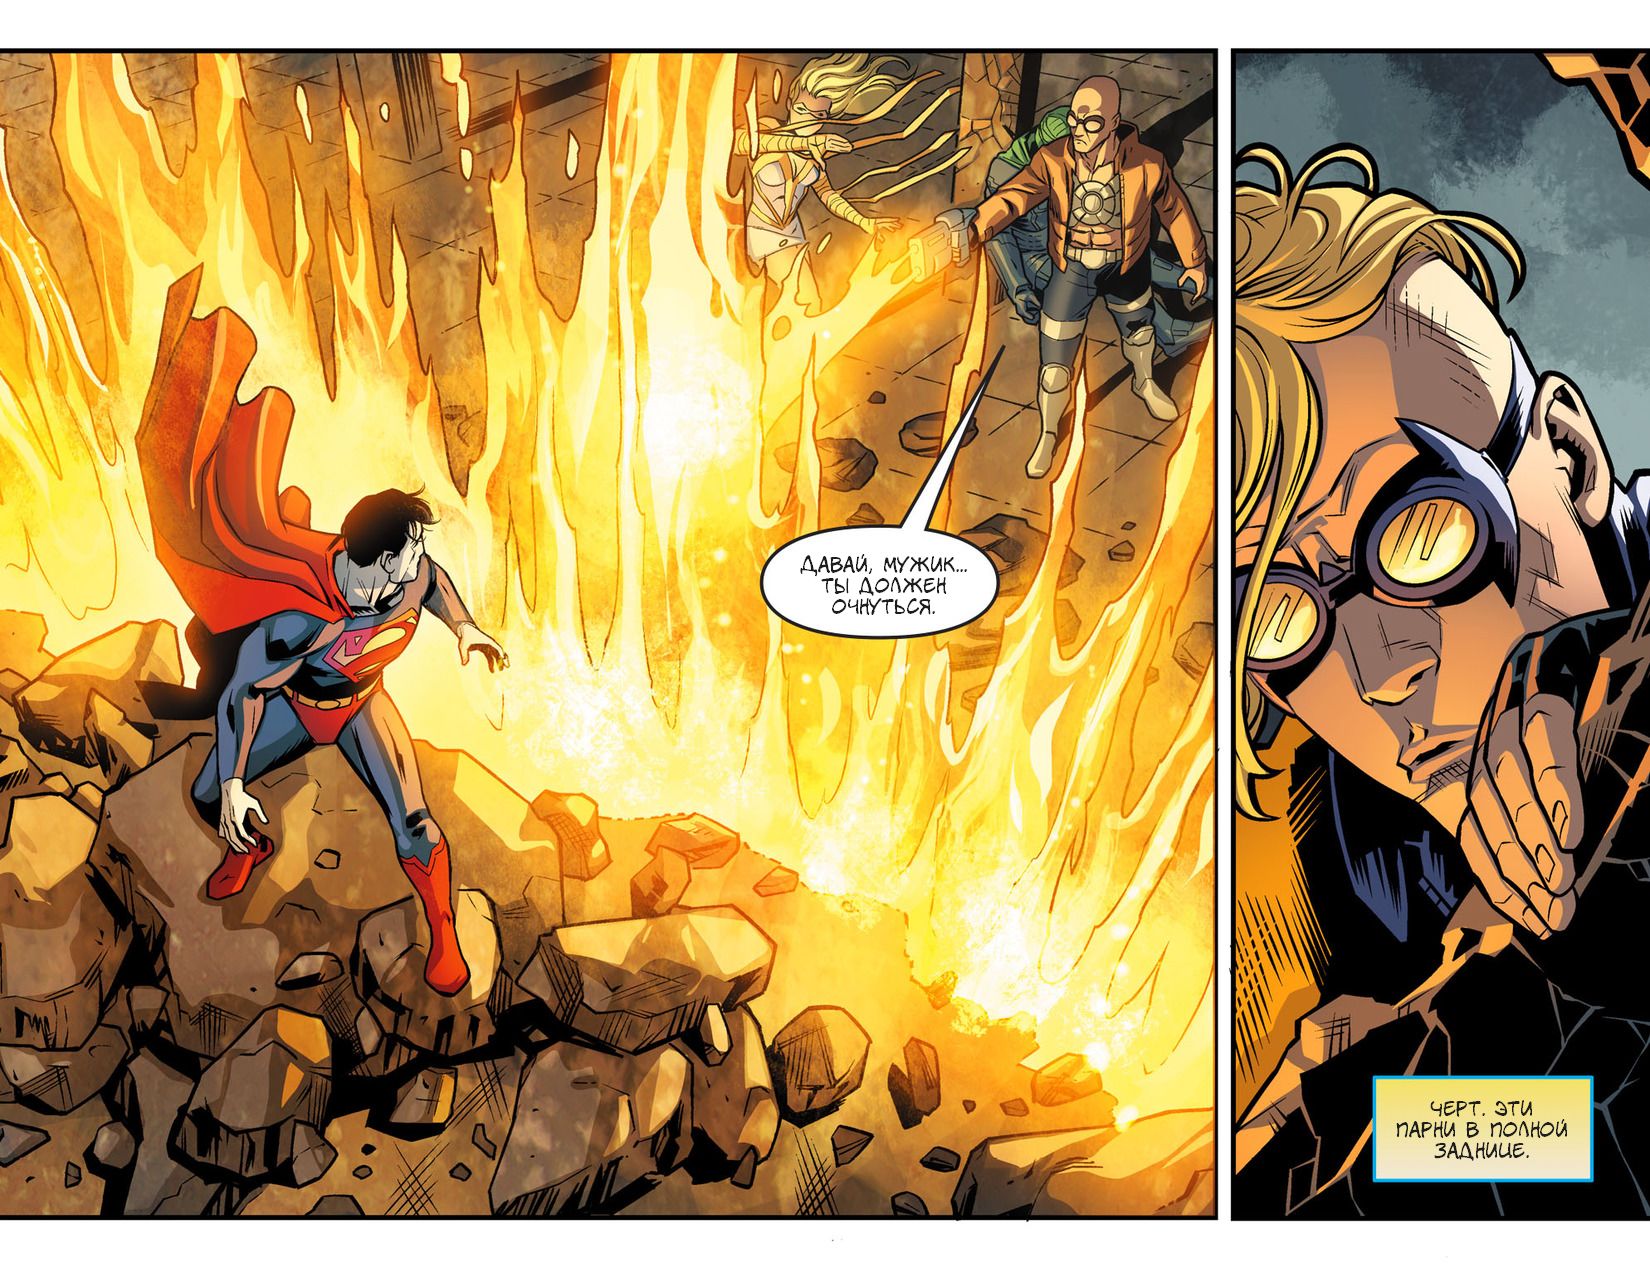 ДАВАЙ, МУЖИК...
ТЫ ДОЛЖЕН
ОЧНУТЬСЯ.
ЧЕРТ. ЭТИ
ПАРНИ В ПОЛНОЙ
ЗАДНИЦЕ.